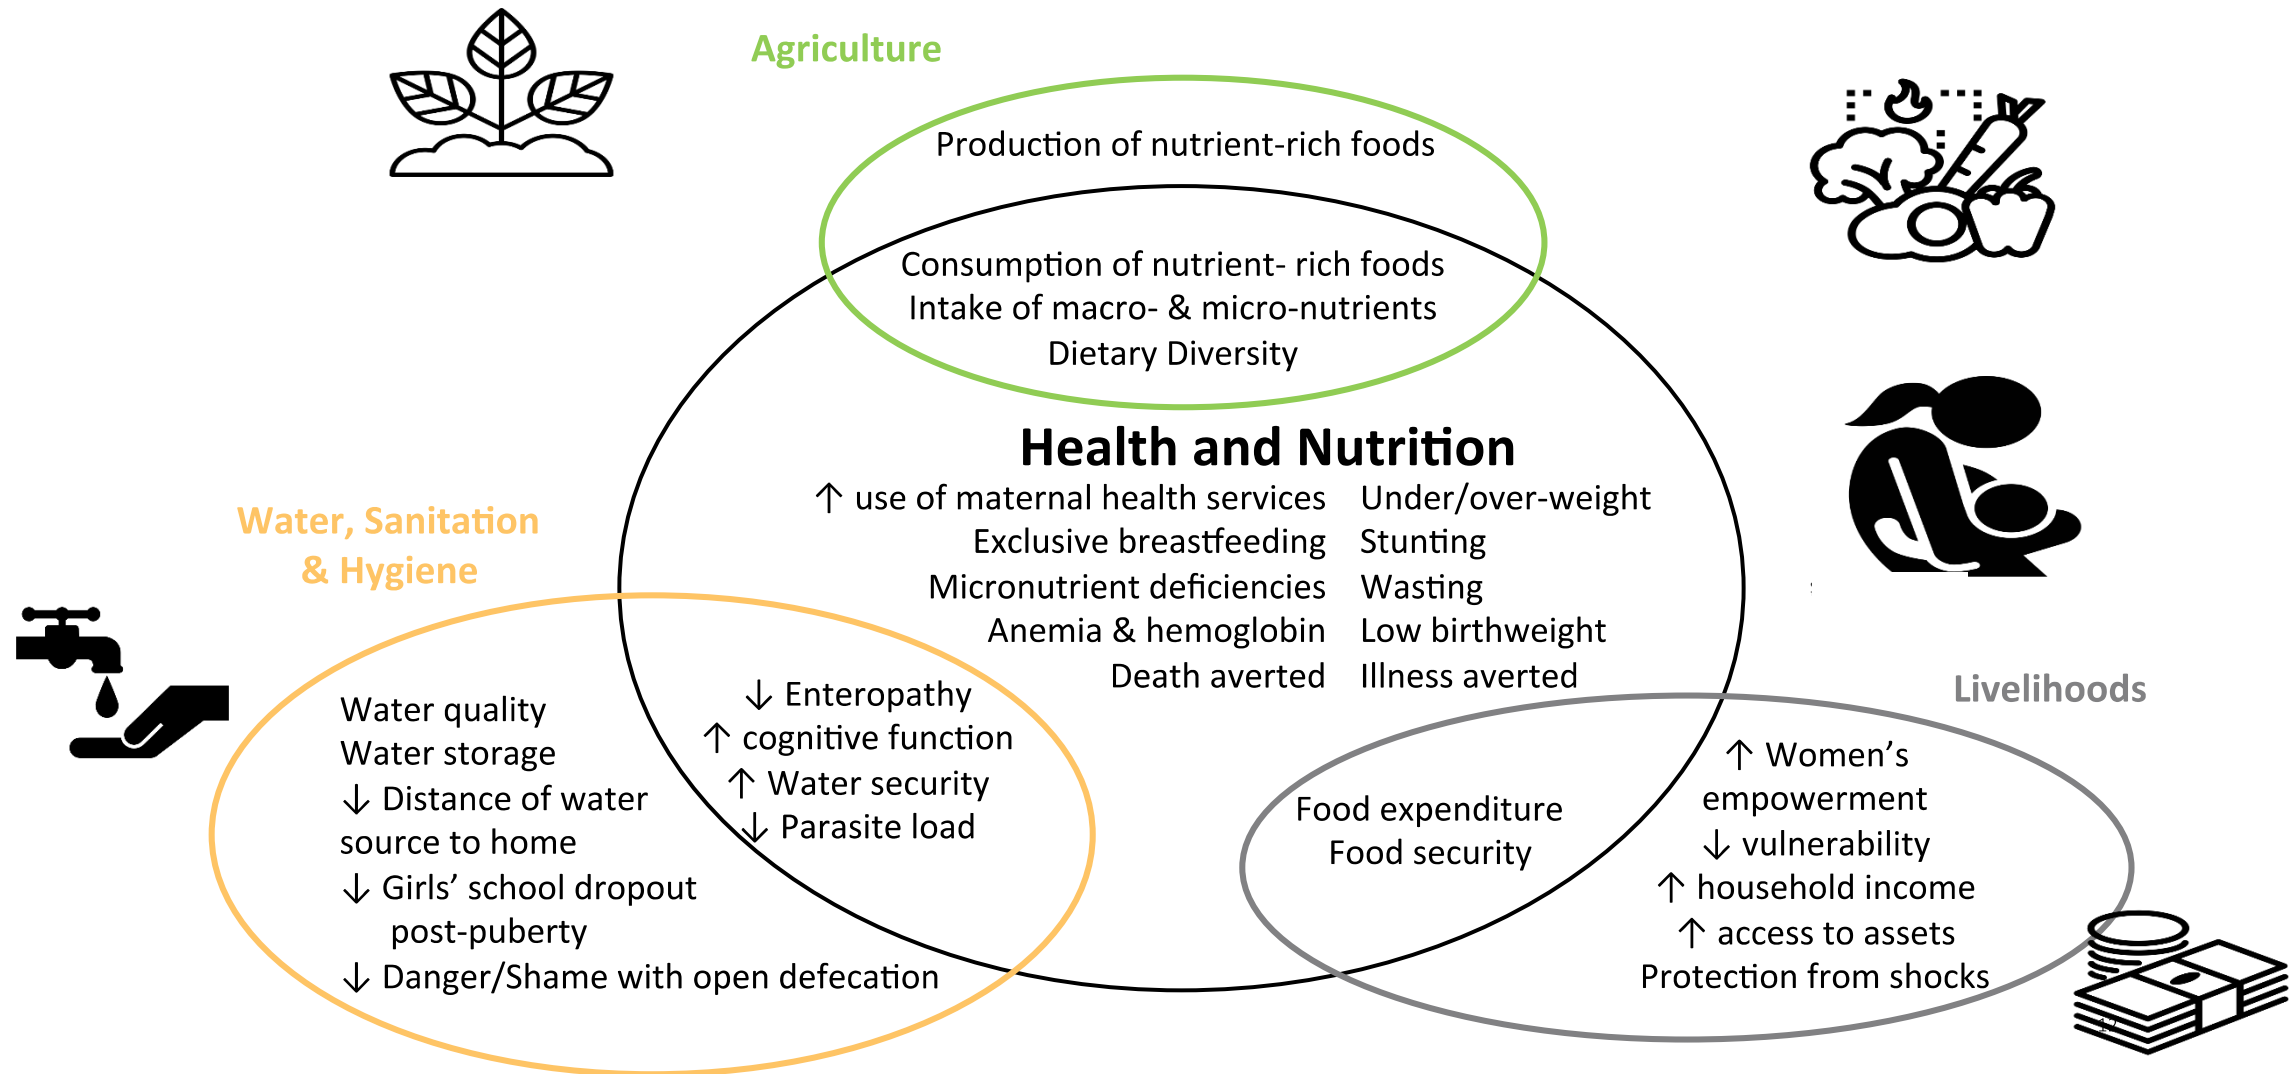 Agriculture
Production of nutrient-rich foods
Consumption of nutrient- rich foods
Intake of macro- & micro-nutrients
Dietary Diversity
Health and Nutrition
↑ use of maternal health services
Exclusive breastfeeding
Micronutrient deficiencies
Anemia & hemoglobin
Death averted
Under/over-weight
Stunting
Wasting
Low birthweight
Illness averted
Water, Sanitation
& Hygiene
Water quality
Water storage
↓ Distance of water
source to home
↓ Girls’ school dropout
post-puberty
↓ Danger/Shame with open defecation
↓ Enteropathy
↑ cognitive function
↑ Water security
↓ Parasite load
Livelihoods
Food expenditure
Food security
↑ Women’s
empowerment
↓ vulnerability
↑ household income
↑ access to assets
Protection from shocks